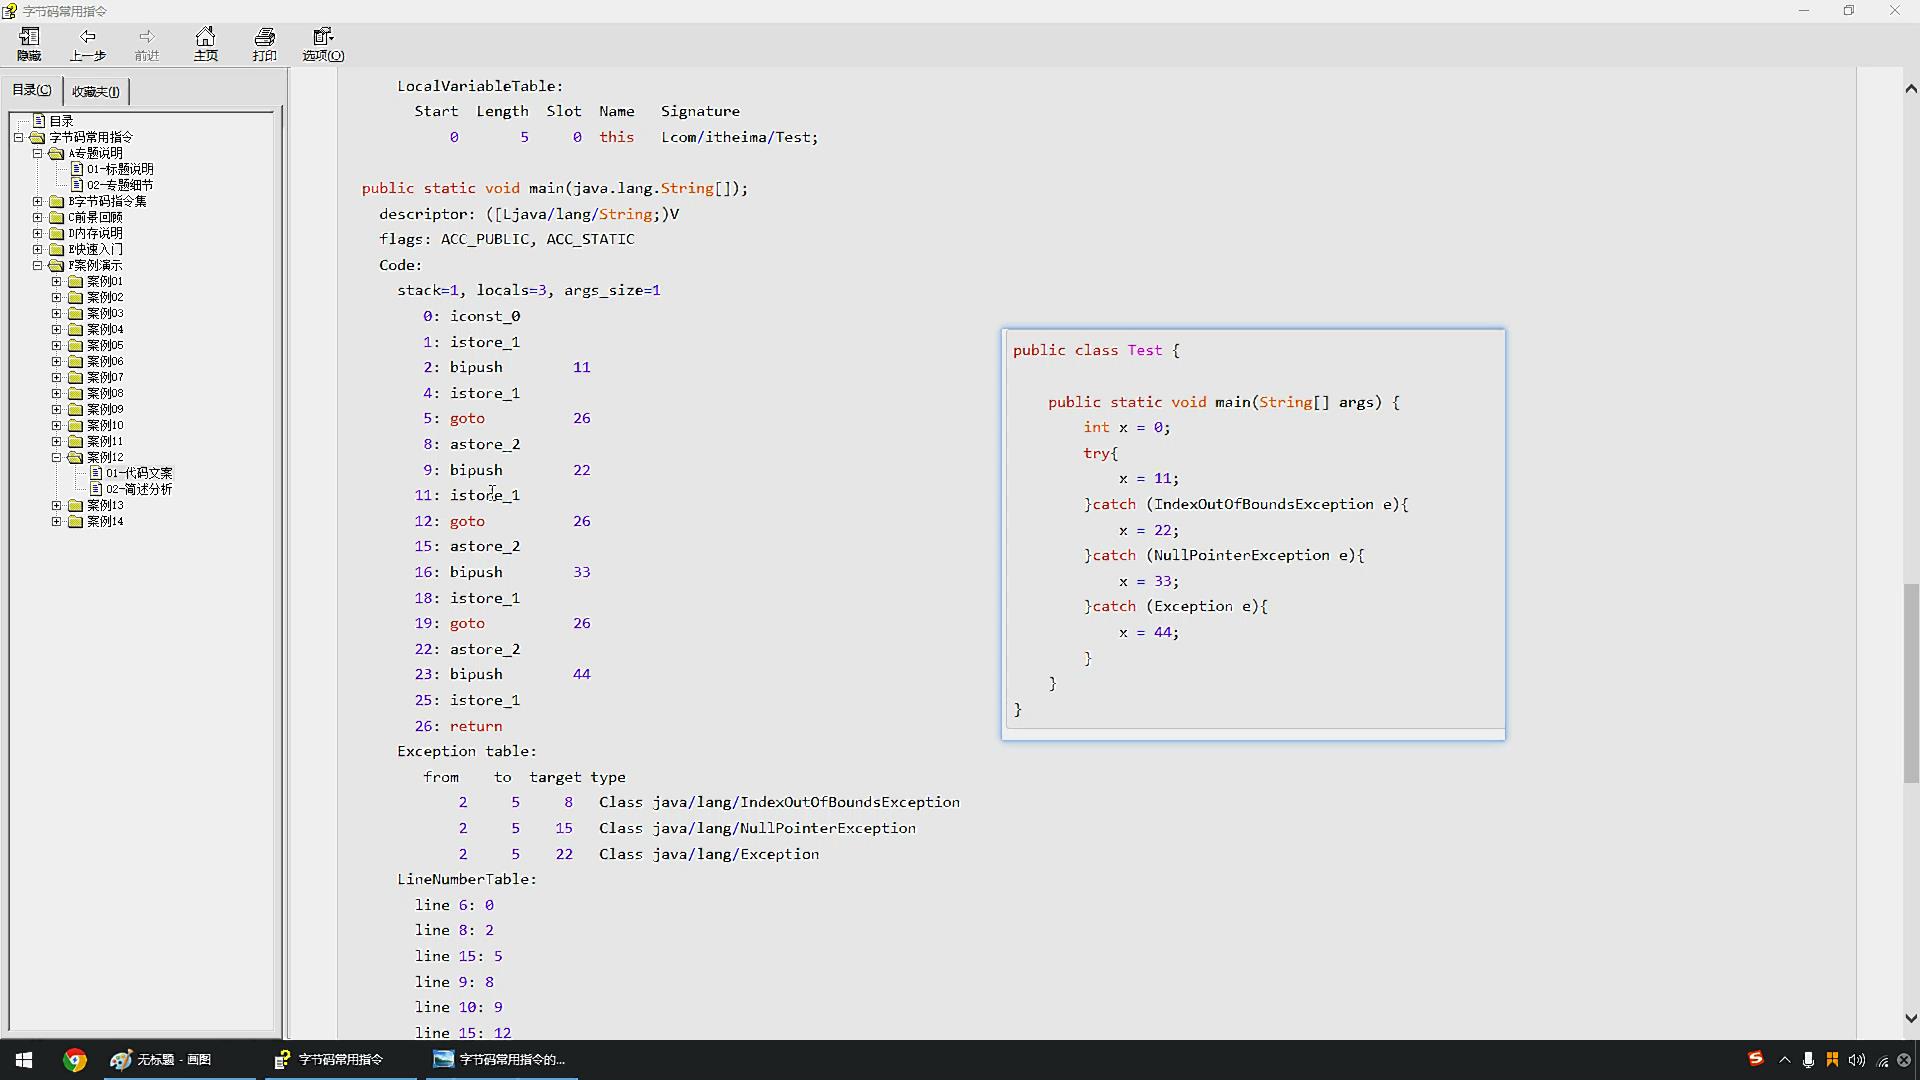 字节码常用指令
隐藏 上一步 前进 主页 打印 选项(O)
目录(C) 收藏夹(I)
目录
字节码常用指令
A专题说明
01-标题说明
02-专题细节
B字节码指令集
C前景回顾
D内存说明
E快速入门
F案例演示
案例01
案例02
案例03
案例04
案例05
案例06
案例07
案例08
案例09
案例10
案例11
案例12
01-代码文案
02-简述分析
案例13
案例14
LocalVariableTable:
Start Length Slot Name Signature
0 5 0 this Lcom/itheima/Test;
public static void main(java.lang.String[]);
descriptor: ([Ljava/lang/String;)V
flags: ACC_PUBLIC, ACC_STATIC
Code:
stack=1, locals=3, args_size=1
0: iconst_0
1: istore_1
2: bipush 11
4: istore_1
5: goto 26
8: astore_2
9: bipush 22
11: istore_1
12: goto 26
15: astore_2
16: bipush 33
18: istore_1
19: goto 26
22: astore_2
23: bipush 44
25: istore_1
26: return
Exception table:
from to target type
2 5 8 Class java/lang/IndexOutOfBoundsException
2 5 15 Class java/lang/NullPointerException
2 5 22 Class java/lang/Exception
LineNumberTable:
line 6: 0
line 8: 2
line 15: 5
line 9: 8
line 10: 9
line 15: 12
public class Test {
public static void main(String[] args) {
int x = 0;
try{
x = 11;
}catch (IndexOutOfBoundsException e){
x = 22;
}catch (NullPointerException e){
x = 33;
}catch (Exception e){
x = 44;
}
}
}
无标题 - 画图 字节码常用指令 字节码常用指令的...